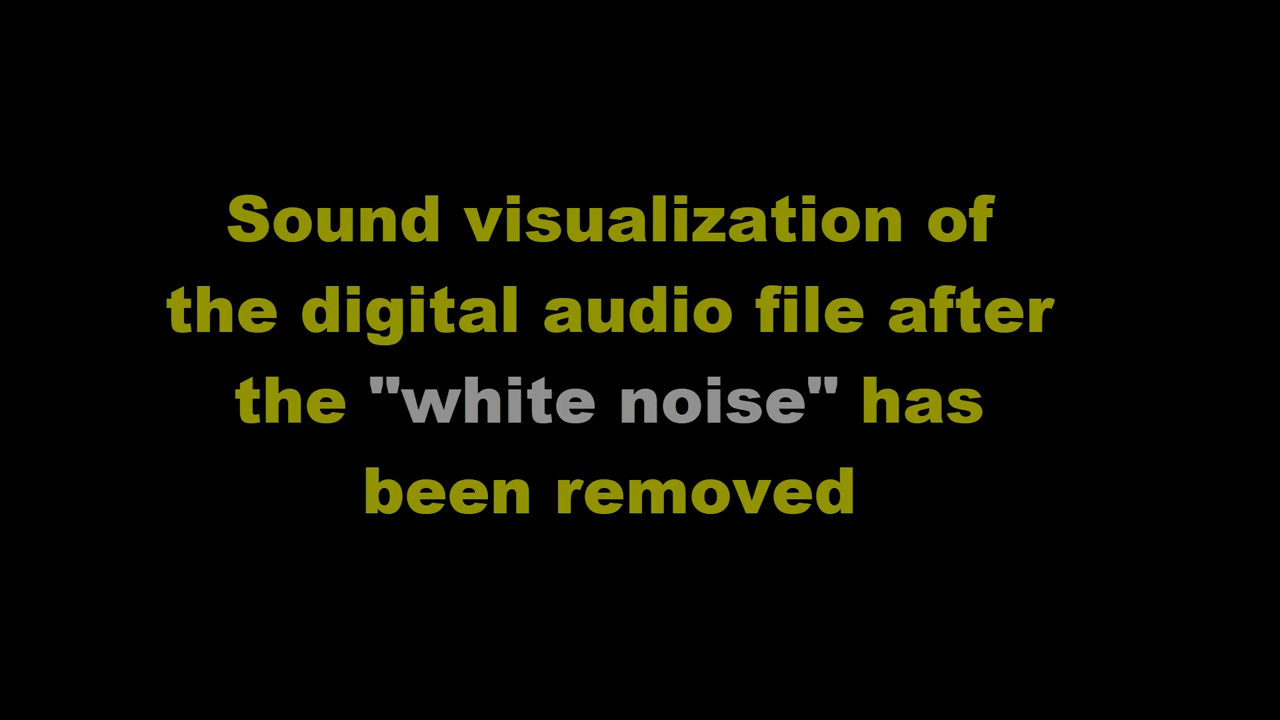 Sound visualization of
the digital audio file after
the "white noise" has
been removed